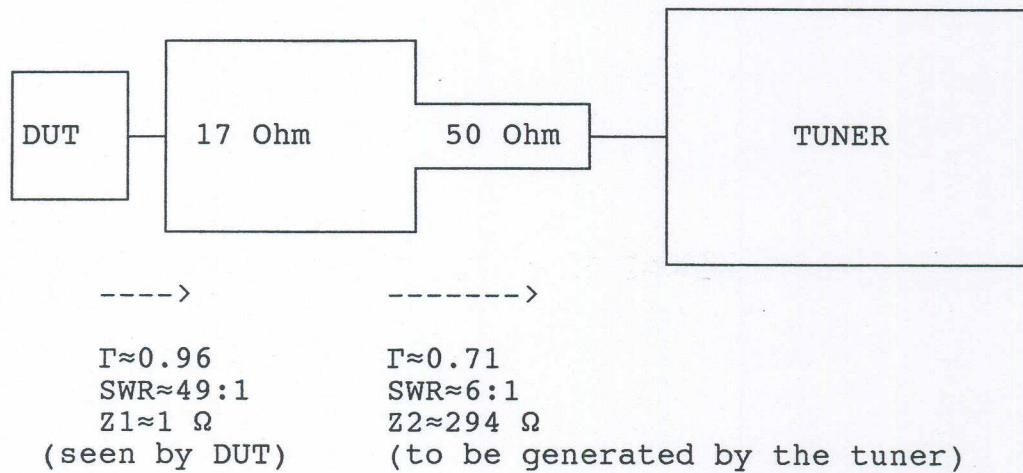 DUT
17 Ohm
50 Ohm
TUNER
---->
------->
Γ≈0.96
SWR≈49:1
Z1≈1 Ω
(seen by DUT)
Γ≈0.71
SWR≈6:1
Z2≈294 Ω
(to be generated by the tuner)